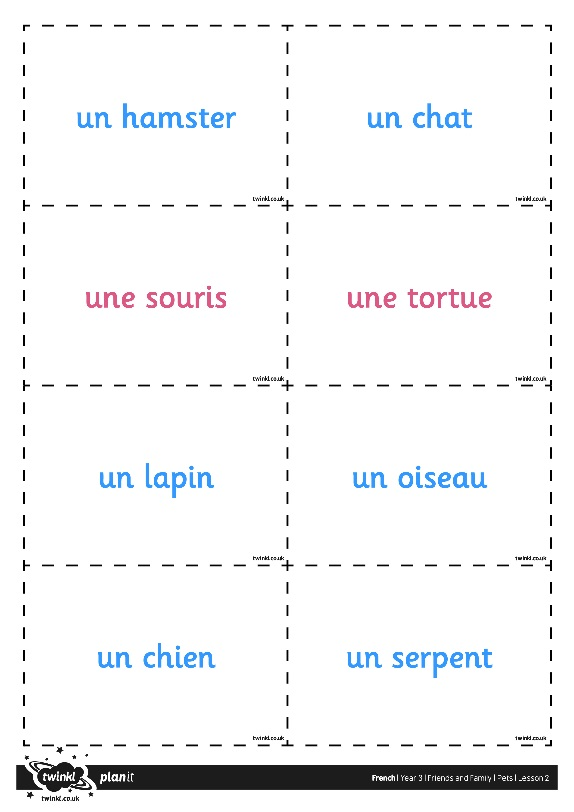 un hamster
un chat
twinkl.co.uk
twinkl.co.uk
une souris
une tortue
twinkl.co.uk
twinkl.co.uk
un lapin
un oiseau
twinkl.co.uk
twinkl.co.uk
un chien
un serpent
twinkl.co.uk
twinkl.co.uk
twinkl planit
twinkl.co.uk
French | Year 3 | Friends and Family | Pets | Lesson 2